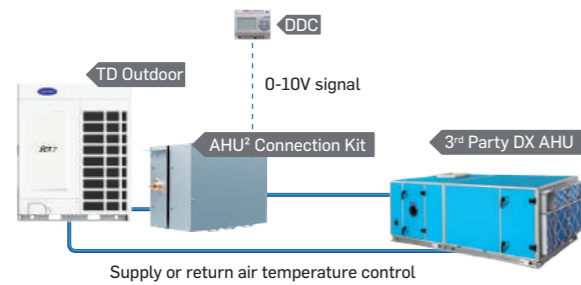 DDC
TD Outdoor
0-10V signal
AHU² Connection Kit
3rd Party DX AHU
Supply or return air temperature control